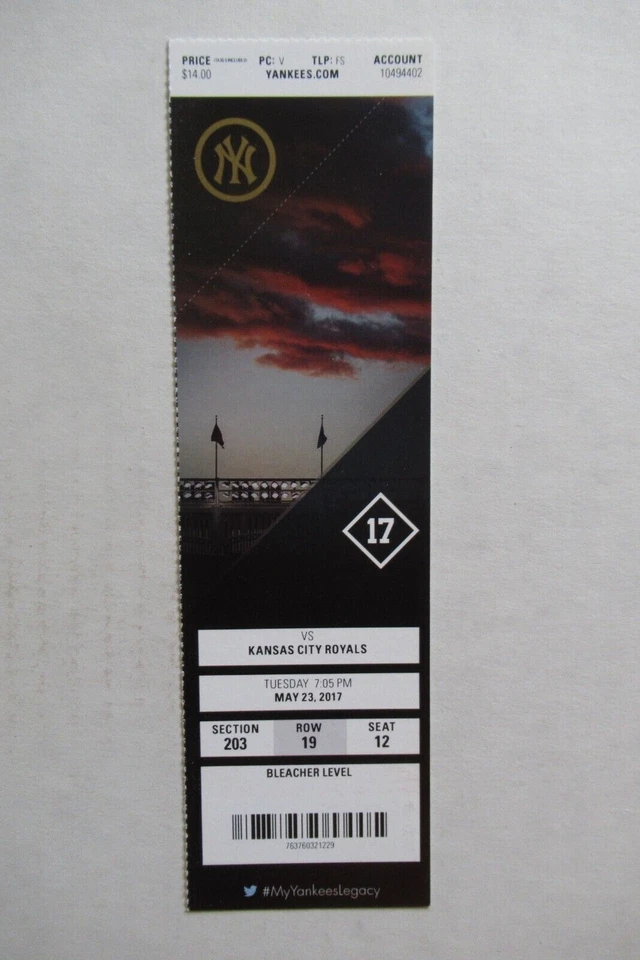 PRICE PC: V TLP: FS ACCOUNT
$14.00 YANKEES.COM 10494402
NY
17
VS
KANSAS CITY ROYALS
TUESDAY 7:05 PM
MAY 23, 2017
SECTION ROW SEAT
203 19 12
BLEACHER LEVEL
763760321229
#MyYankeesLegacy